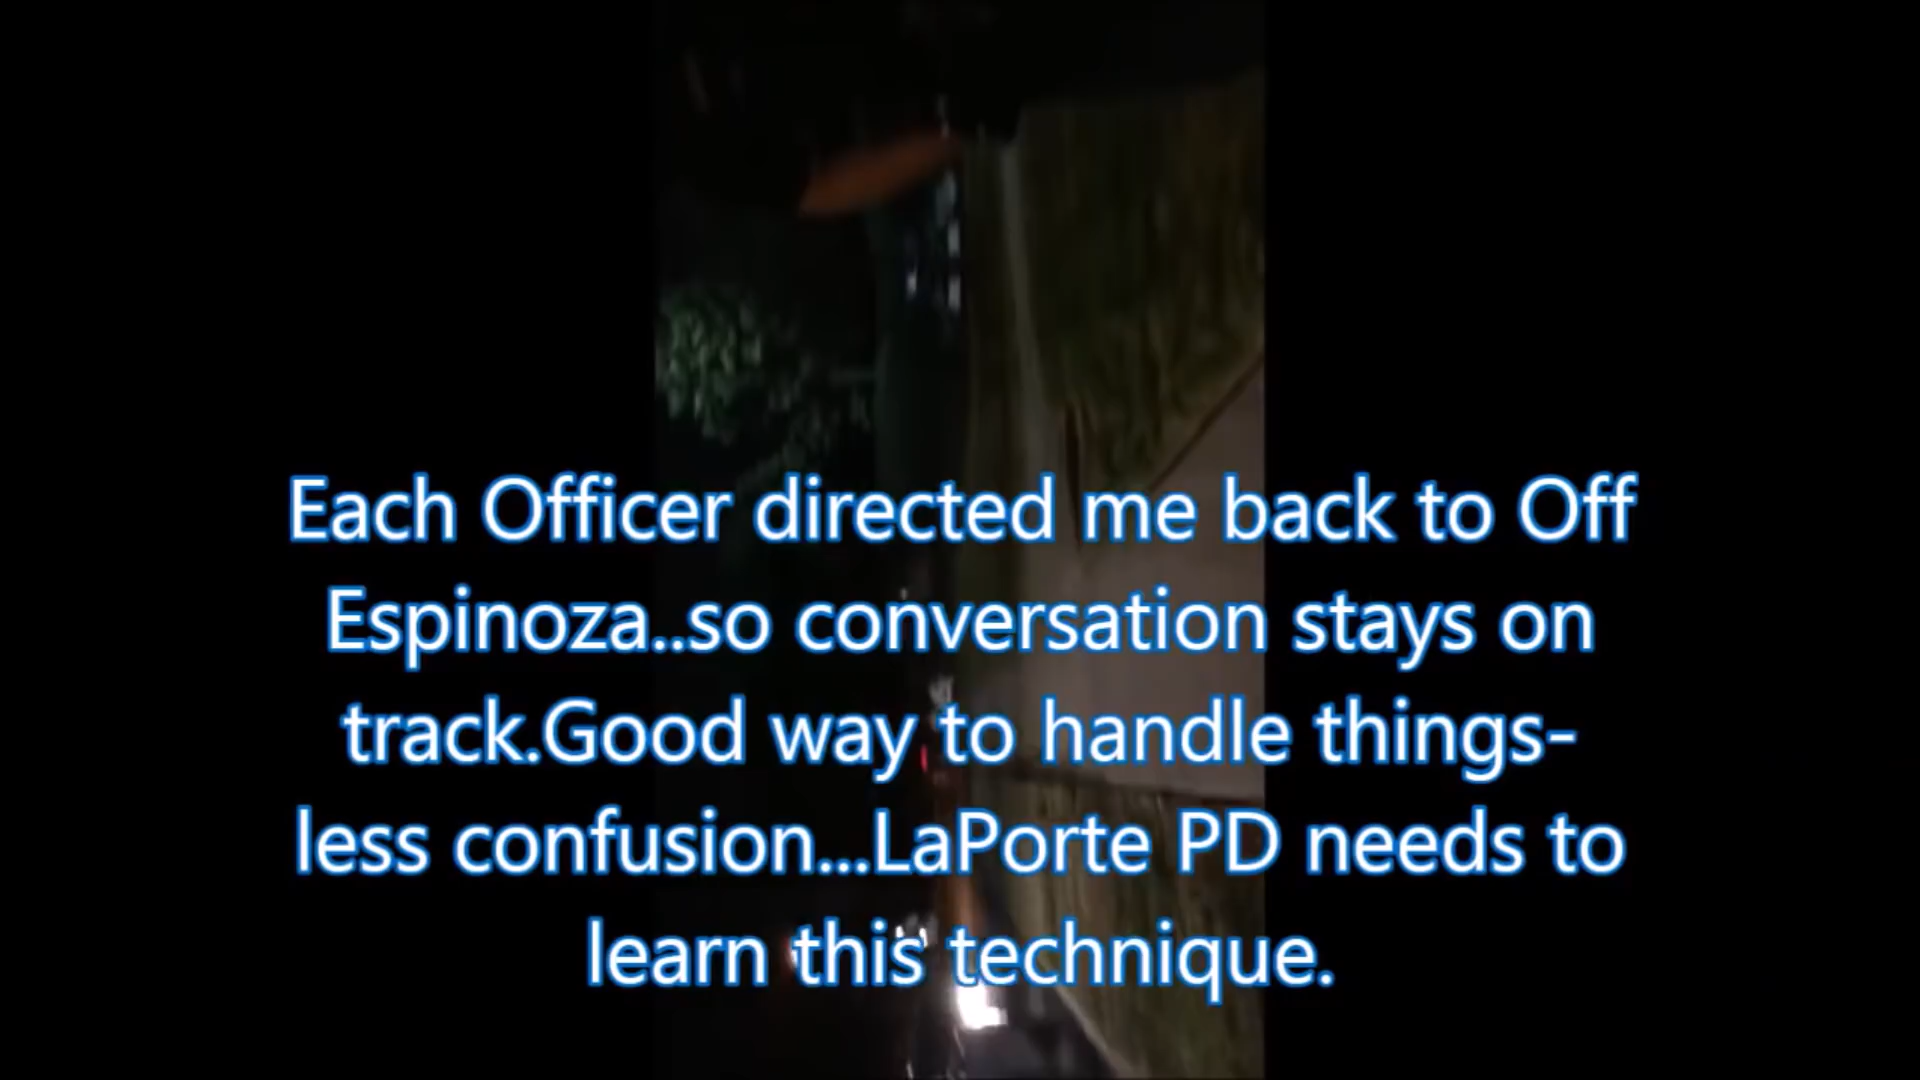 Each Officer directed me back to Off
Espinoza..so conversation stays on
track.Good way to handle things-
less confusion...LaPorte PD needs to
learn this technique.